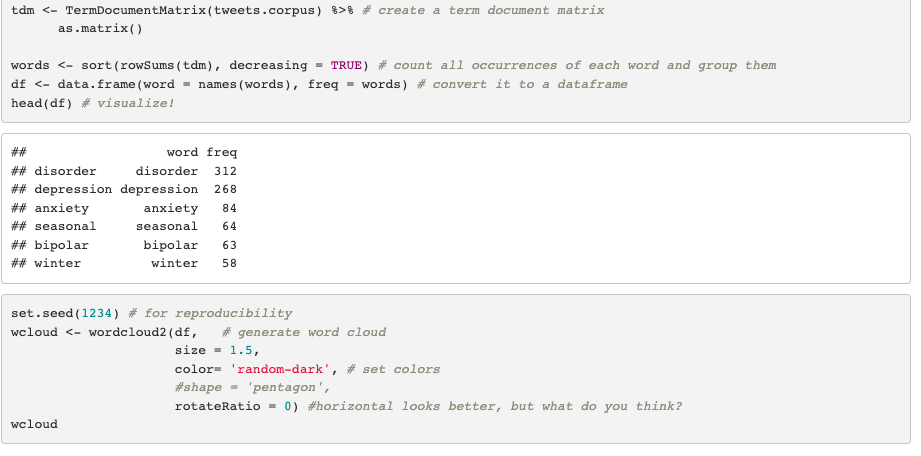 tdm <- TermDocumentMatrix(tweets.corpus) %>% # create a term document matrix
      as.matrix()

words <- sort(rowSums(tdm), decreasing = TRUE) # count all occurrences of each word and group them
df <- data.frame(word = names(words), freq = words) # convert it to a dataframe
head(df) # visualize!

##                  word freq
## disorder     disorder  312
## depression depression  268
## anxiety       anxiety   84
## seasonal     seasonal   64
## bipolar       bipolar   63
## winter         winter   58

set.seed(1234) # for reproducibility
wcloud <- wordcloud2(df,   # generate word cloud
                     size = 1.5,
                     color= 'random-dark', # set colors
                     #shape = 'pentagon',
                     rotateRatio = 0) #horizontal looks better, but what do you think?
wcloud